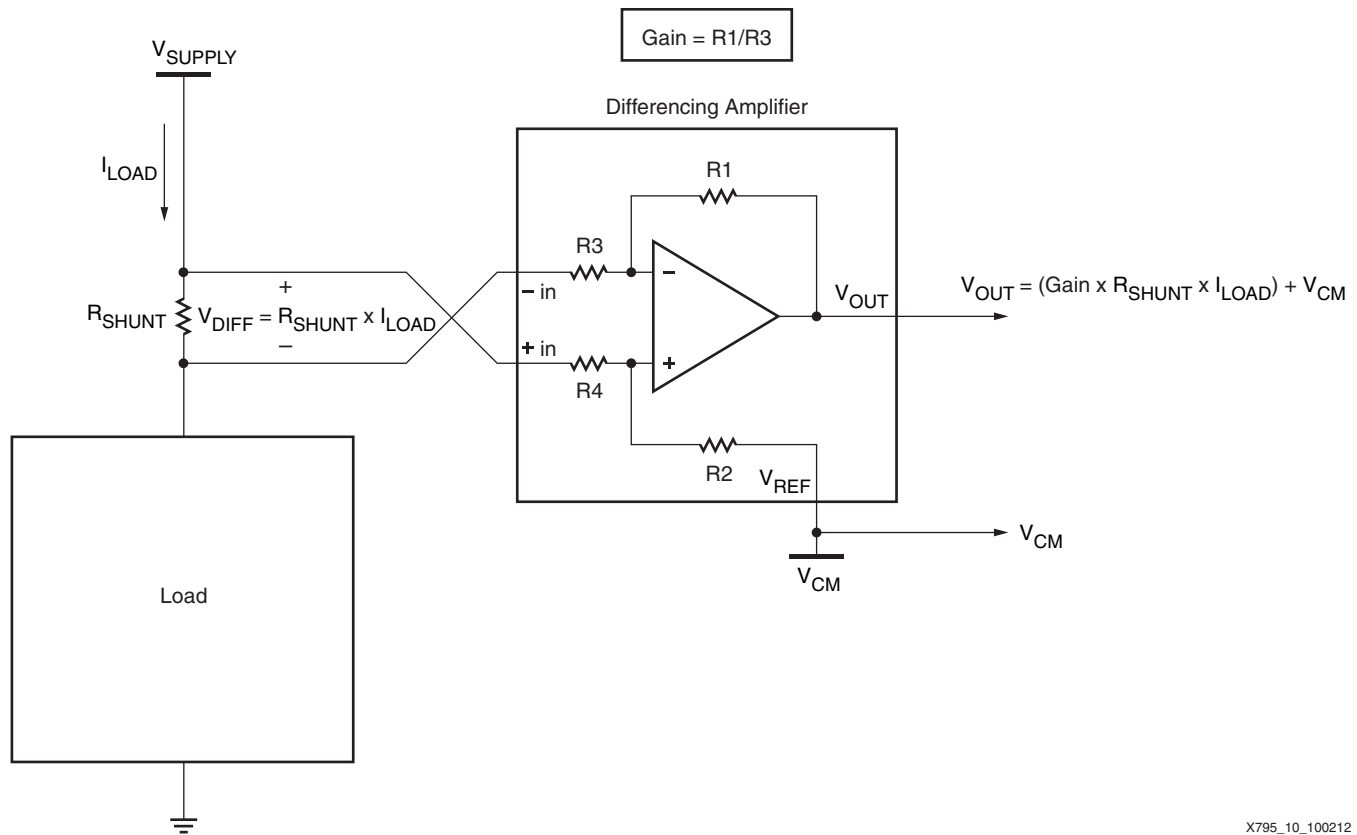 Gain = R1/R3
VSUPPLY
Differencing Amplifier
ILOAD
R1
R3
−
− in
+
RSHUNT
VDIFF = RSHUNT x ILOAD
−
VOUT
VOUT = (Gain x RSHUNT x ILOAD) + VCM
+ in
+
R4
R2
VREF
VCM
VCM
Load
X795_10_100212